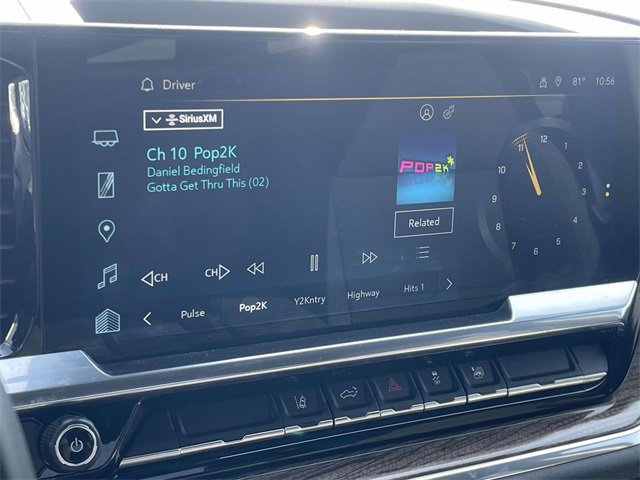 Driver
81° 10:56
SiriusXM
Ch 10 Pop2K
Daniel Bedingfield
Gotta Get Thru This (02)
POP2K*
Related
12
11
1
10
2
9
3
8
4
7
5
6
CH
CH
Pulse
Pop2K
Y2Kntry
Highway
Hits 1